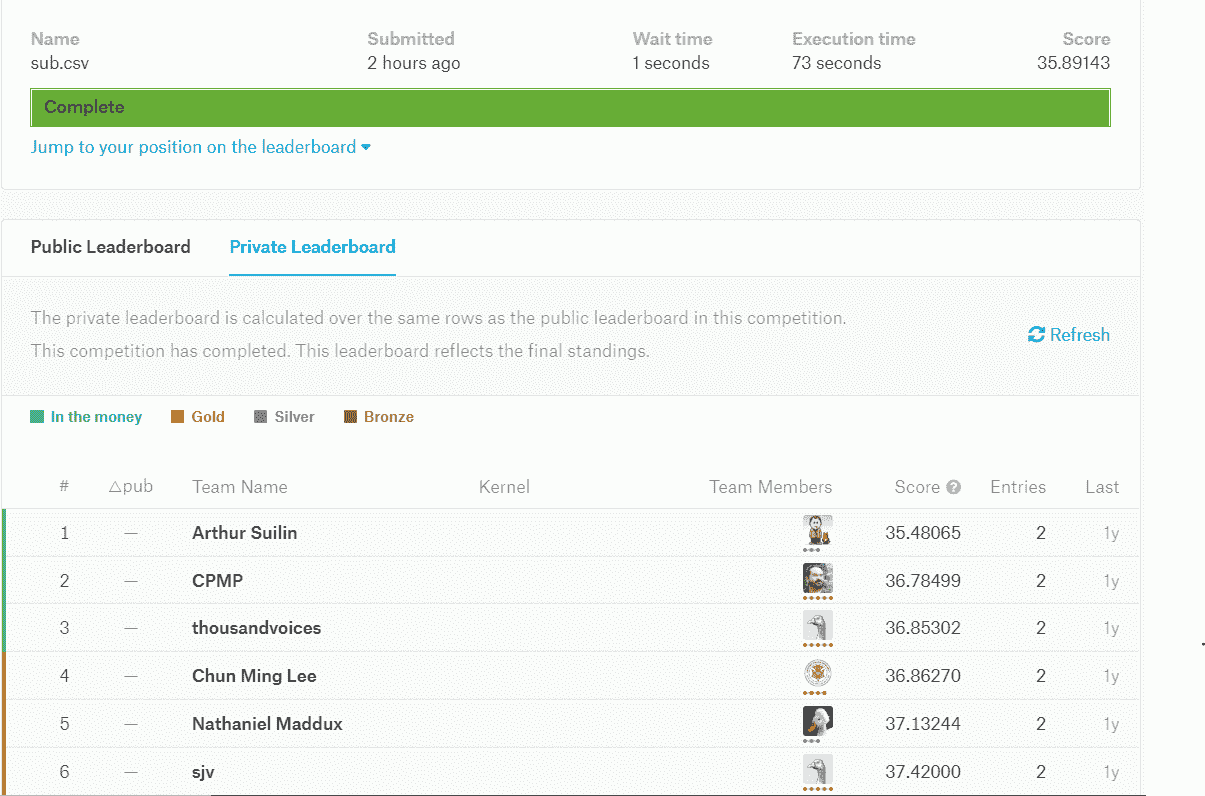 Name Submitted Wait time Execution time Score
sub.csv 2 hours ago 1 seconds 73 seconds 35.89143
Complete
Jump to your position on the leaderboard
Public Leaderboard Private Leaderboard
The private leaderboard is calculated over the same rows as the public leaderboard in this competition.
This competition has completed. This leaderboard reflects the final standings.
Refresh
In the money Gold Silver Bronze
# △pub Team Name Kernel Team Members Score ? Entries Last
1 — Arthur Suilin 35.48065 2 1y
2 — CPMP 36.78499 2 1y
3 — thousandvoices 36.85302 2 1y
4 — Chun Ming Lee 36.86270 2 1y
5 — Nathaniel Maddux 37.13244 2 1y
6 — sjv 37.42000 2 1y